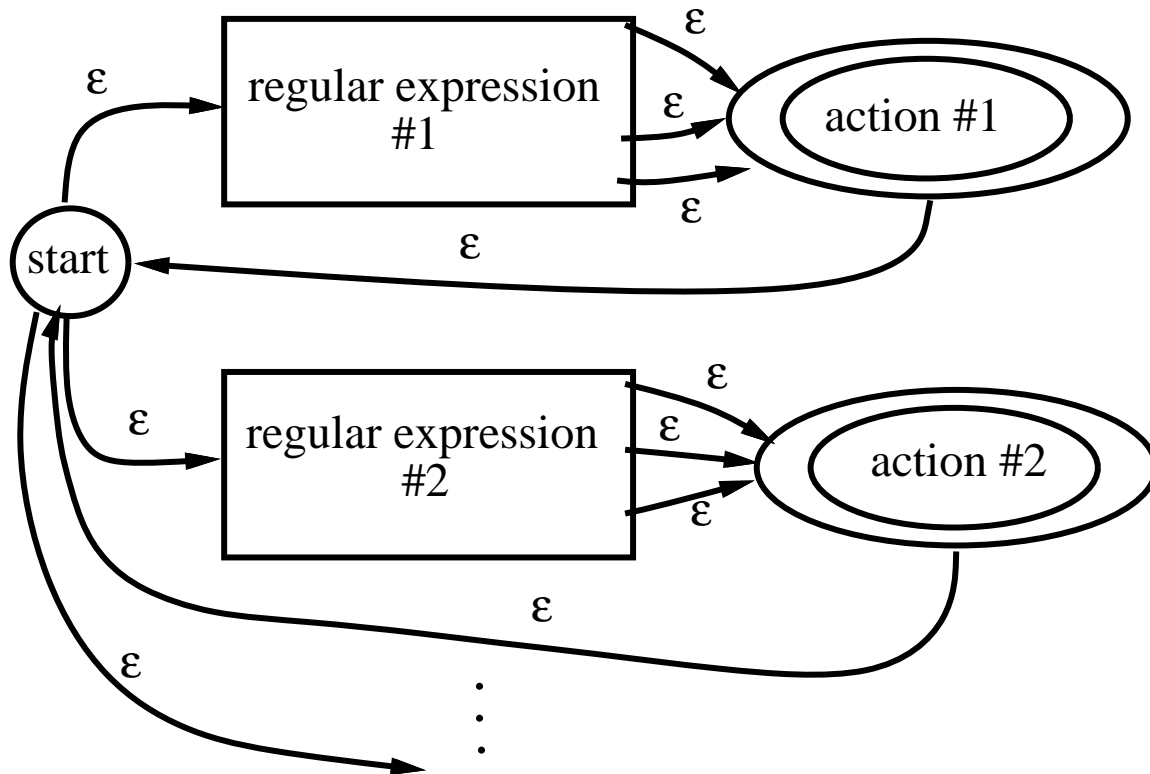 ε
ε
regular expression
#1
ε
action #1
ε
ε
start
ε
regular expression
#2
ε
ε
action #2
ε
ε
ε